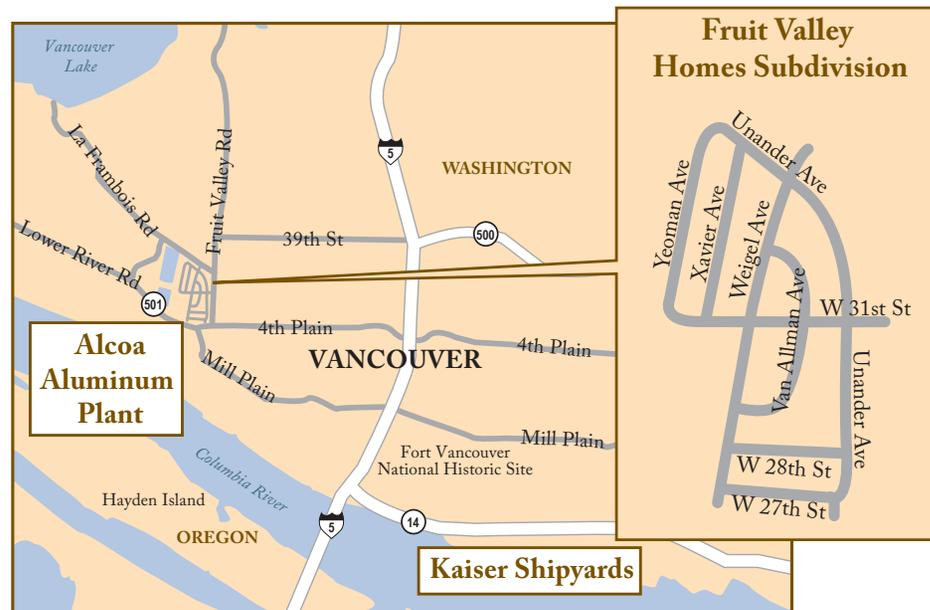 Fruit Valley
Homes Subdivision
Vancouver
Lake
La Frambois Rd
Fruit Valley Rd
Lower River Rd
501
5
WASHINGTON
500
39th St
4th Plain
4th Plain
VANCOUVER
Mill Plain
Mill Plain
Alcoa
Aluminum
Plant
Fort Vancouver
National Historic Site
Columbia River
Hayden Island
OREGON
5
14
Kaiser Shipyards
Unander Ave
Yeoman Ave
Xavier Ave
Weigel Ave
Van Allman Ave
W 31st St
Unander Ave
W 28th St
W 27th St